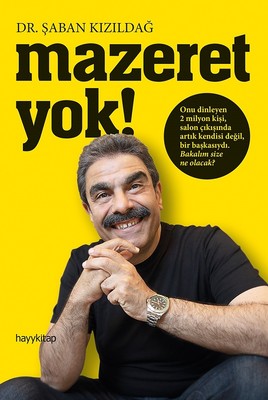 DR. ŞABAN KIZILDAĞ
mazeret
yok!
Onu dinleyen
2 milyon kişi,
salon çıkışında
artık kendisi değil,
bir başkasıydı.
Bakalım size
ne olacak?
hayykitap